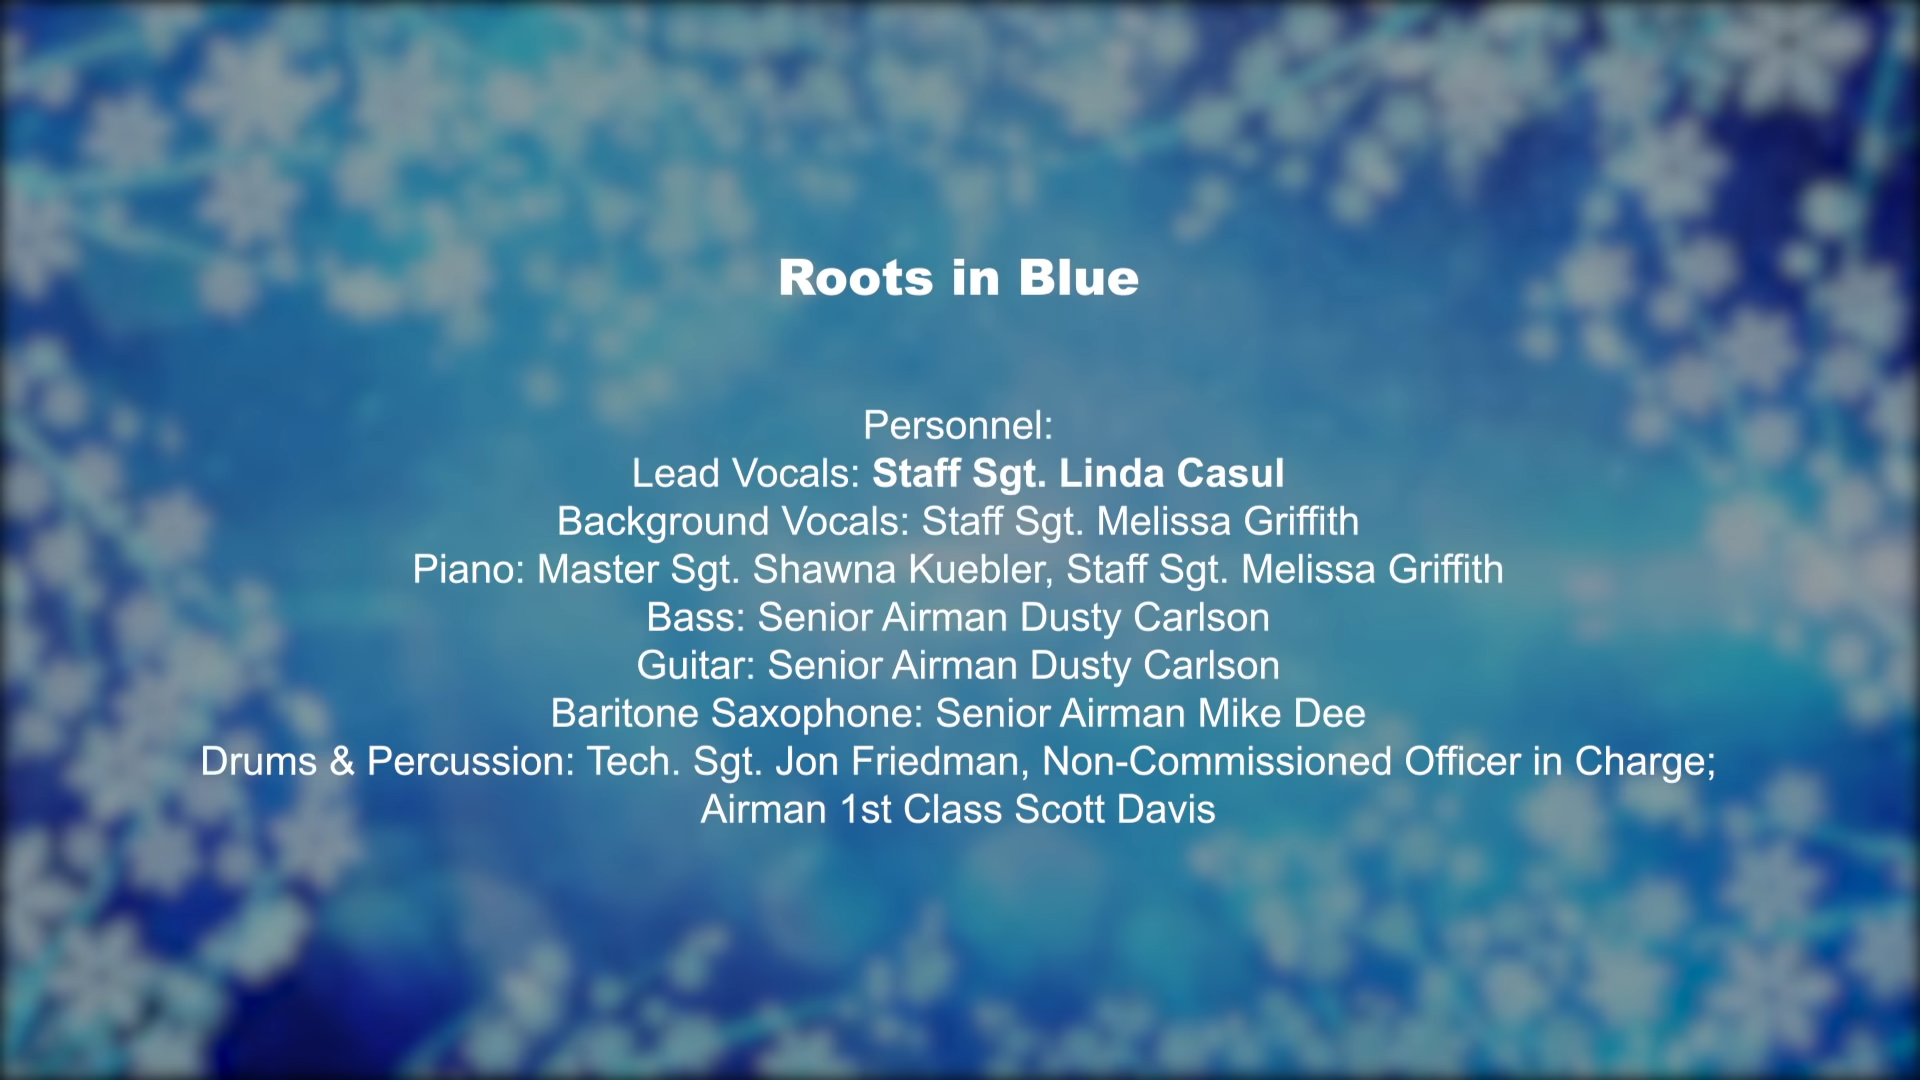 Roots in Blue
Personnel:
Lead Vocals: Staff Sgt. Linda Casul
Background Vocals: Staff Sgt. Melissa Griffith
Piano: Master Sgt. Shawna Kuebler, Staff Sgt. Melissa Griffith
Bass: Senior Airman Dusty Carlson
Guitar: Senior Airman Dusty Carlson
Baritone Saxophone: Senior Airman Mike Dee
Drums & Percussion: Tech. Sgt. Jon Friedman, Non-Commissioned Officer in Charge;
Airman 1st Class Scott Davis